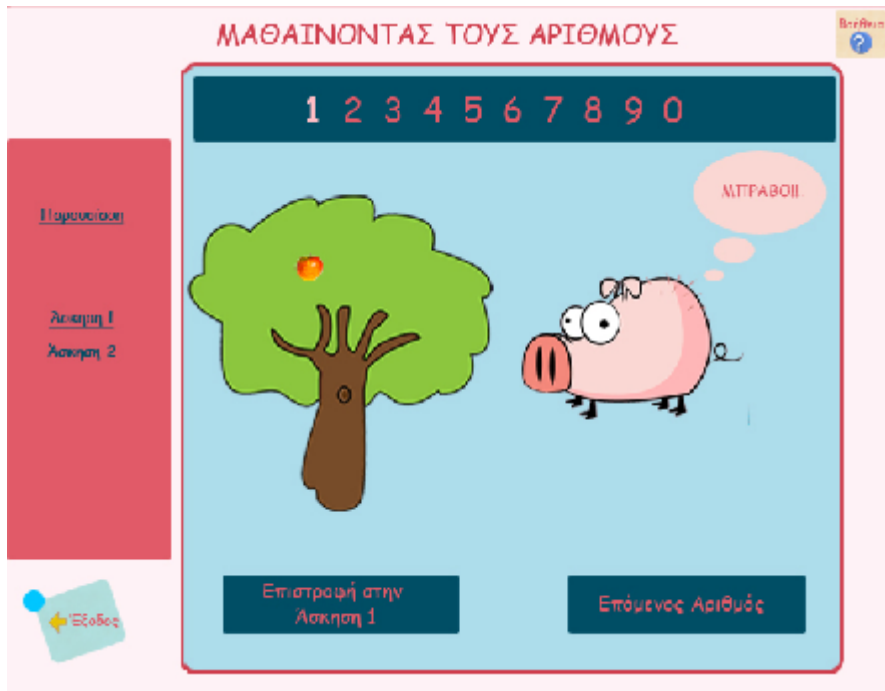 ΜΑΘΑΙΝΟΝΤΑΣ ΤΟΥΣ ΑΡΙΘΜΟΥΣ
Βοήθεια
1 2 3 4 5 6 7 8 9 0
ΜΠΡΑΒΟ!!.
Παρουσίαση
Άσκηση 1
Άσκηση 2
Επιστροφή στην
Άσκηση 1
Επόμενος Αριθμός
Έξοδος